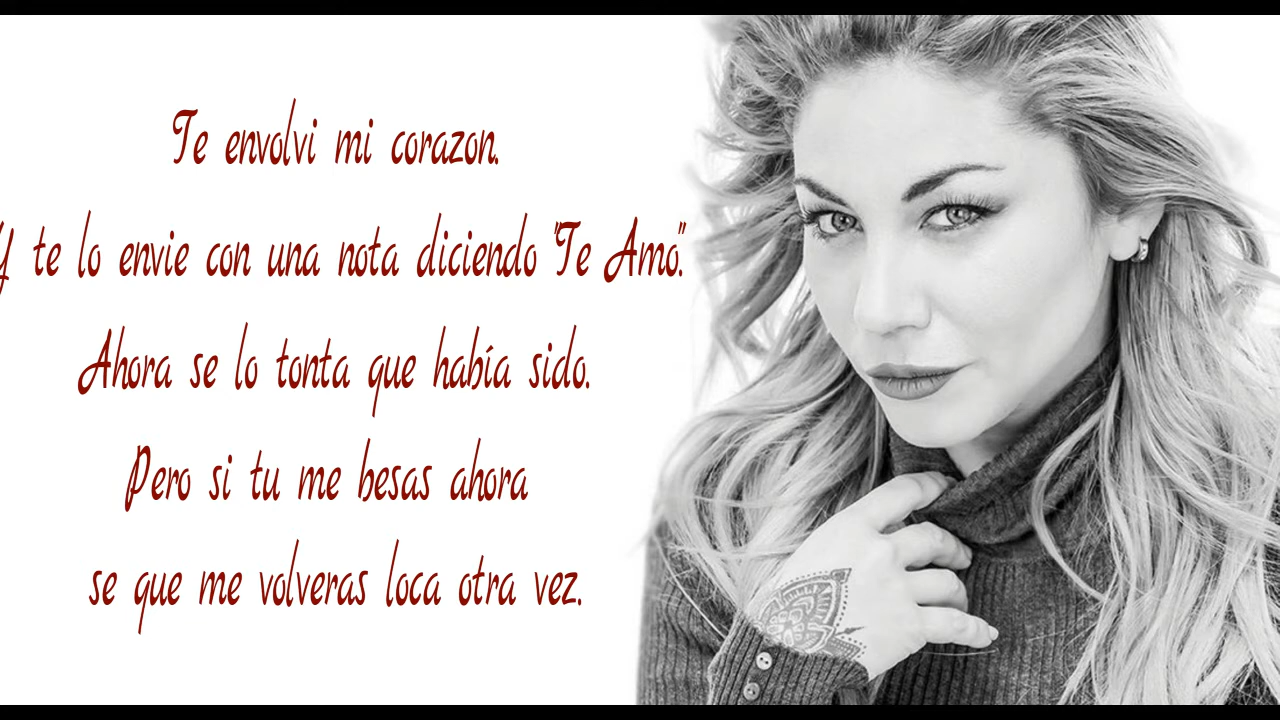 Te envolvi mi corazon.
Y te lo envie con una nota diciendo "Te Amo".
Ahora se lo tonta que había sido.
Pero si tu me besas ahora
se que me volveras loca otra vez.